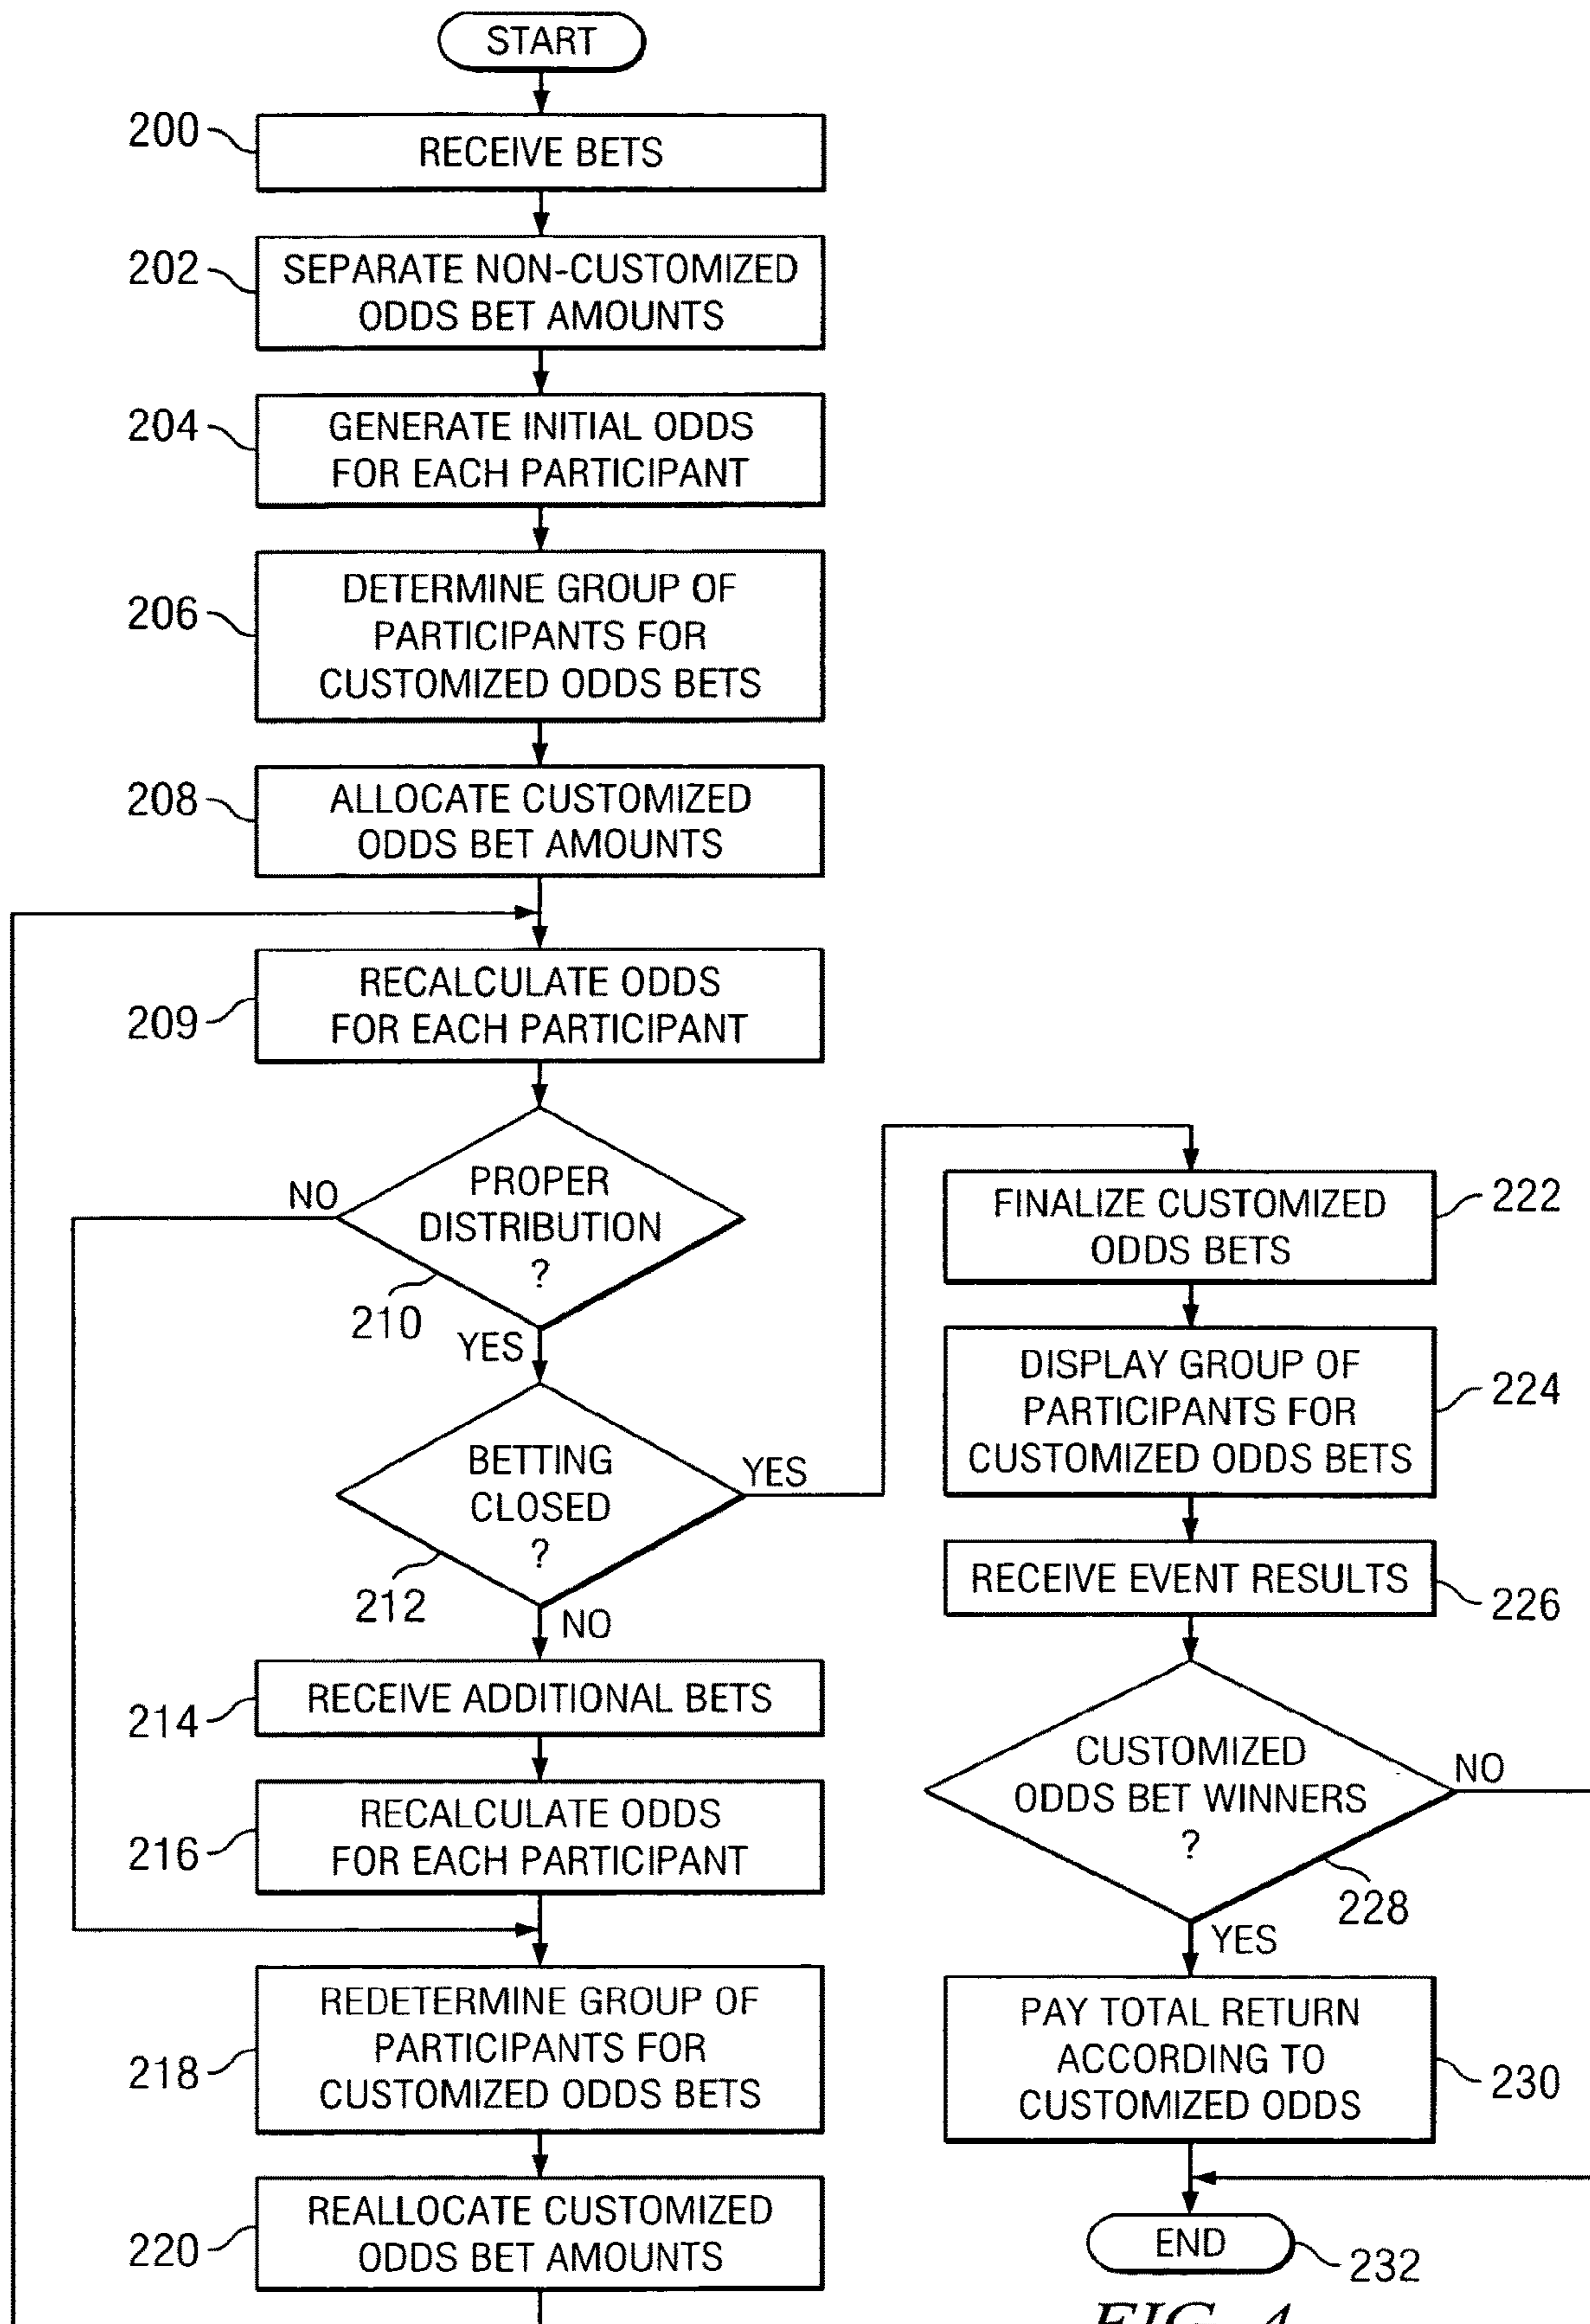 START
200
RECEIVE BETS
202
SEPARATE NON-CUSTOMIZED
ODDS BET AMOUNTS
204
GENERATE INITIAL ODDS
FOR EACH PARTICIPANT
206
DETERMINE GROUP OF
PARTICIPANTS FOR
CUSTOMIZED ODDS BETS
208
ALLOCATE CUSTOMIZED
ODDS BET AMOUNTS
209
RECALCULATE ODDS
FOR EACH PARTICIPANT
NO
PROPER
DISTRIBUTION
?
210
YES
BETTING
CLOSED
?
YES
212
NO
214
RECEIVE ADDITIONAL BETS
216
RECALCULATE ODDS
FOR EACH PARTICIPANT
218
REDETERMINE GROUP OF
PARTICIPANTS FOR
CUSTOMIZED ODDS BETS
220
REALLOCATE CUSTOMIZED
ODDS BET AMOUNTS
FINALIZE CUSTOMIZED
ODDS BETS
222
DISPLAY GROUP OF
PARTICIPANTS FOR
CUSTOMIZED ODDS BETS
224
RECEIVE EVENT RESULTS
226
CUSTOMIZED
ODDS BET WINNERS
?
NO
228
YES
PAY TOTAL RETURN
ACCORDING TO
CUSTOMIZED ODDS
230
END
232
FIG. 4